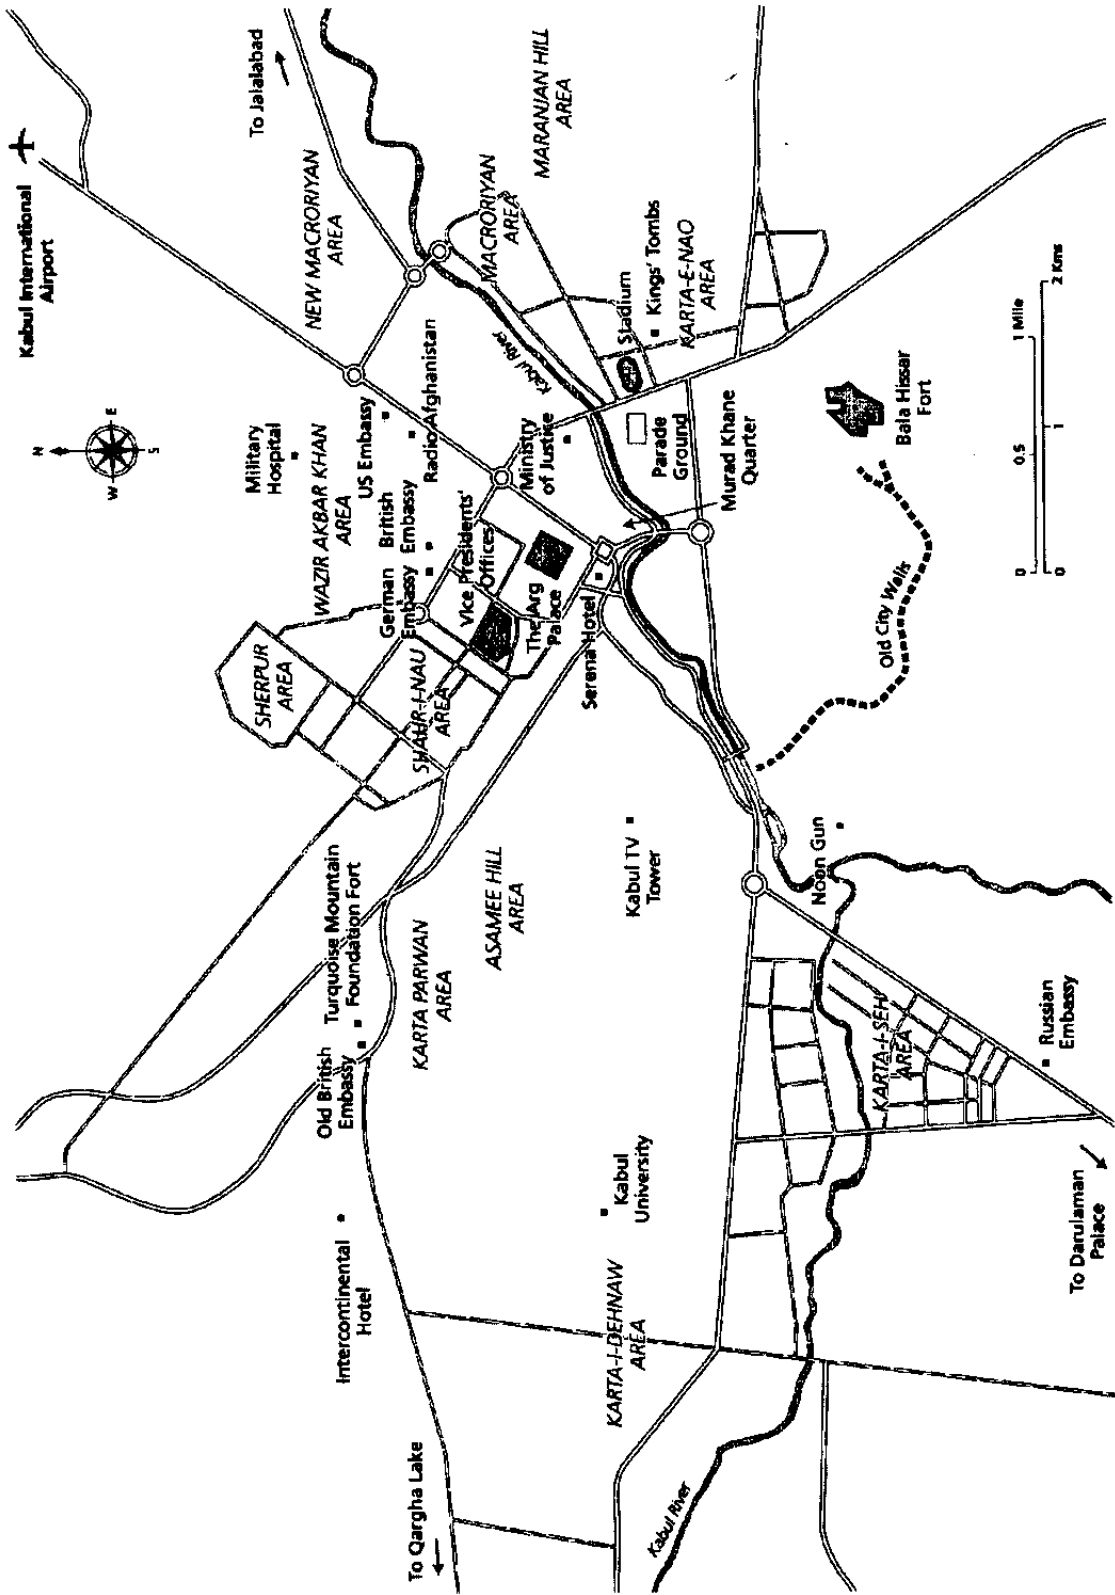 Kabul International
Airport
N
E
S
W
To Jalalabad
NEW MACRORIYAN
AREA
MARANJAN HILL
AREA
MACRORIYAN
AREA
Military
Hospital
WAZIR AKBAR KHAN
AREA
US Embassy
Radio Afghanistan
British
Embassy
German
Embassy
Vice Presidents'
Offices
Ministry
of Justice
The Arg
Palace
Serena Hotel
Kabul River
Stadium
Kings' Tombs
KARTA-E-NAO
AREA
Parade
Ground
Murad Khane
Quarter
Bala Hissar
Fort
SHERPUR
AREA
SHAHR-I-NAU
AREA
Old City Walls
0
0.5
1 Mile
0
1
2 Kms
Turquoise Mountain
Foundation Fort
Old British
Embassy
KARTA PARWAN
AREA
ASAMEE HILL
AREA
Kabul TV
Tower
Noon Gun
KARTA-I-SEH
AREA
Russian
Embassy
Intercontinental
Hotel
Kabul
University
KARTA-I-DEHNAW
AREA
To Darulaman
Palace
To Qargha Lake
Kabul River